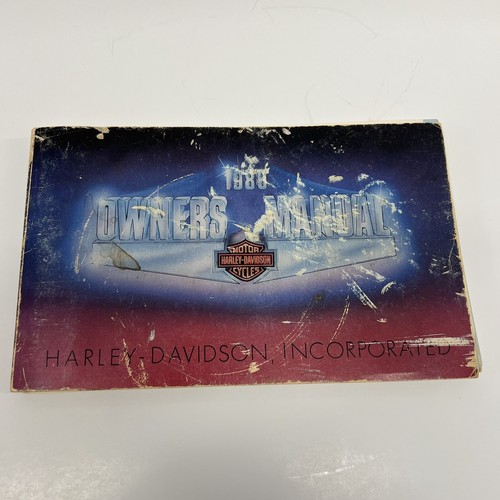 OWNERS MANUAL
MOTOR
HARLEY-DAVIDSON
CYCLES
HARLEY-DAVIDSON, INCORPORATED